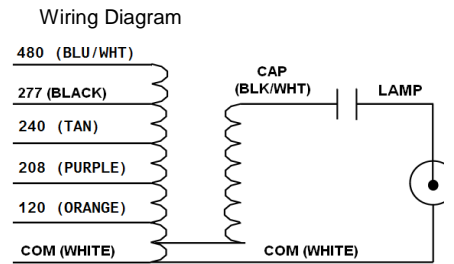 Wiring Diagram
480 (BLU/WHT)
277 (BLACK)
240 (TAN)
208 (PURPLE)
120 (ORANGE)
COM (WHITE)
CAP
(BLK/WHT)
LAMP
COM (WHITE)